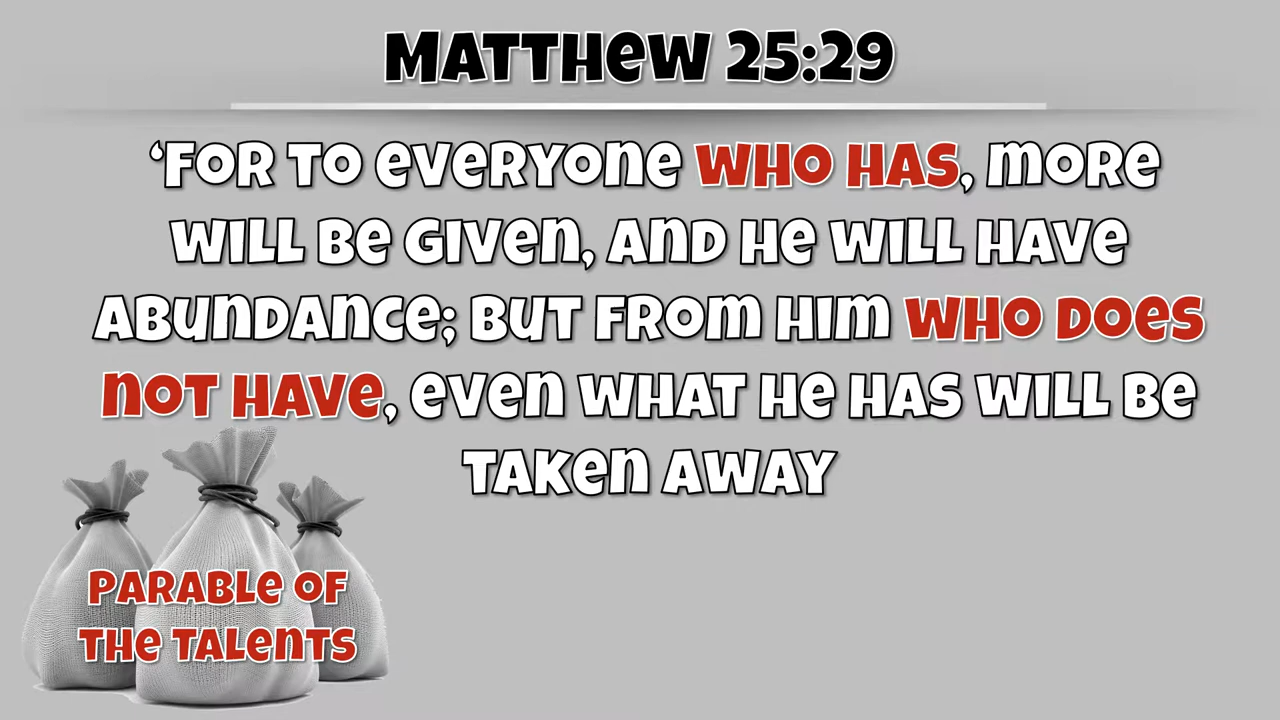 Matthew 25:29
‘For to everyone who has, more
will be given, and he will have
abundance; but from him who does
not have, even what he has will be
taken away
Parable of
the Talents